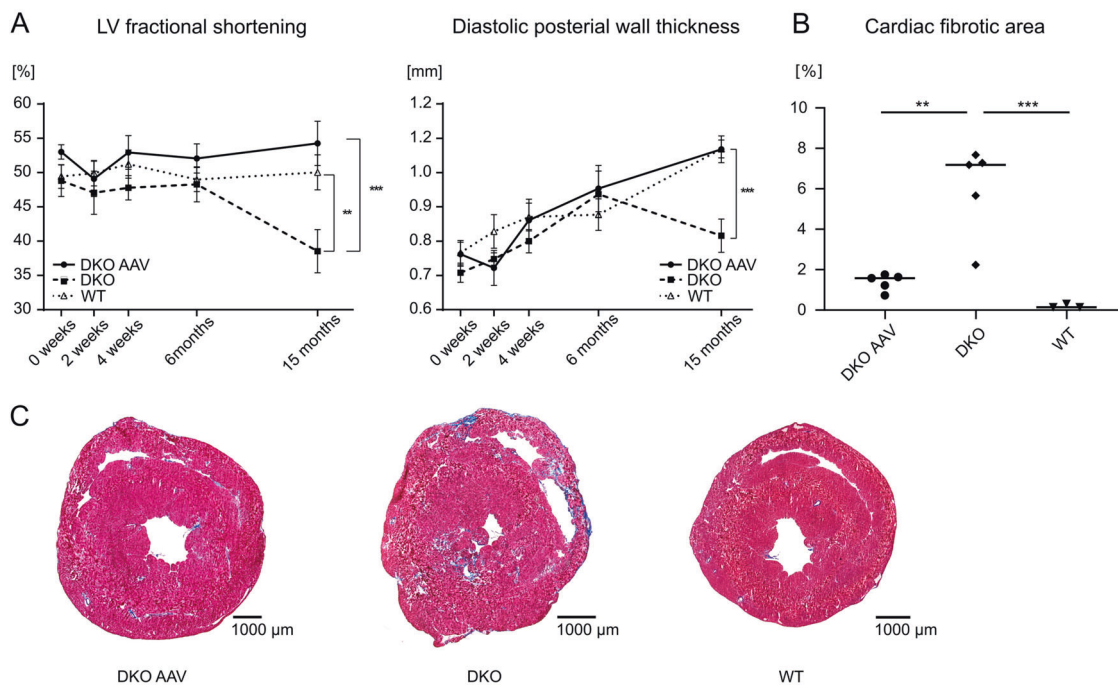 A
LV fractional shortening
Diastolic posterial wall thickness
B
Cardiac fibrotic area
[%]
60
55
50
45
40
35
30
DKO AAV
DKO
WT
***
**
0 weeks
2 weeks
4 weeks
6months
15 months
[mm]
1.2
1.2
0.9
0.8
0.7
0.6
DKO AAV
DKO
WT
***
0 weeks
2 weeks
4 weeks
6 months
15 months
[%]
10
8
6
4
2
0
**
***
DKO AAV
DKO
WT
C
1000 µm
1000 µm
1000 µm
DKO AAV
DKO
WT